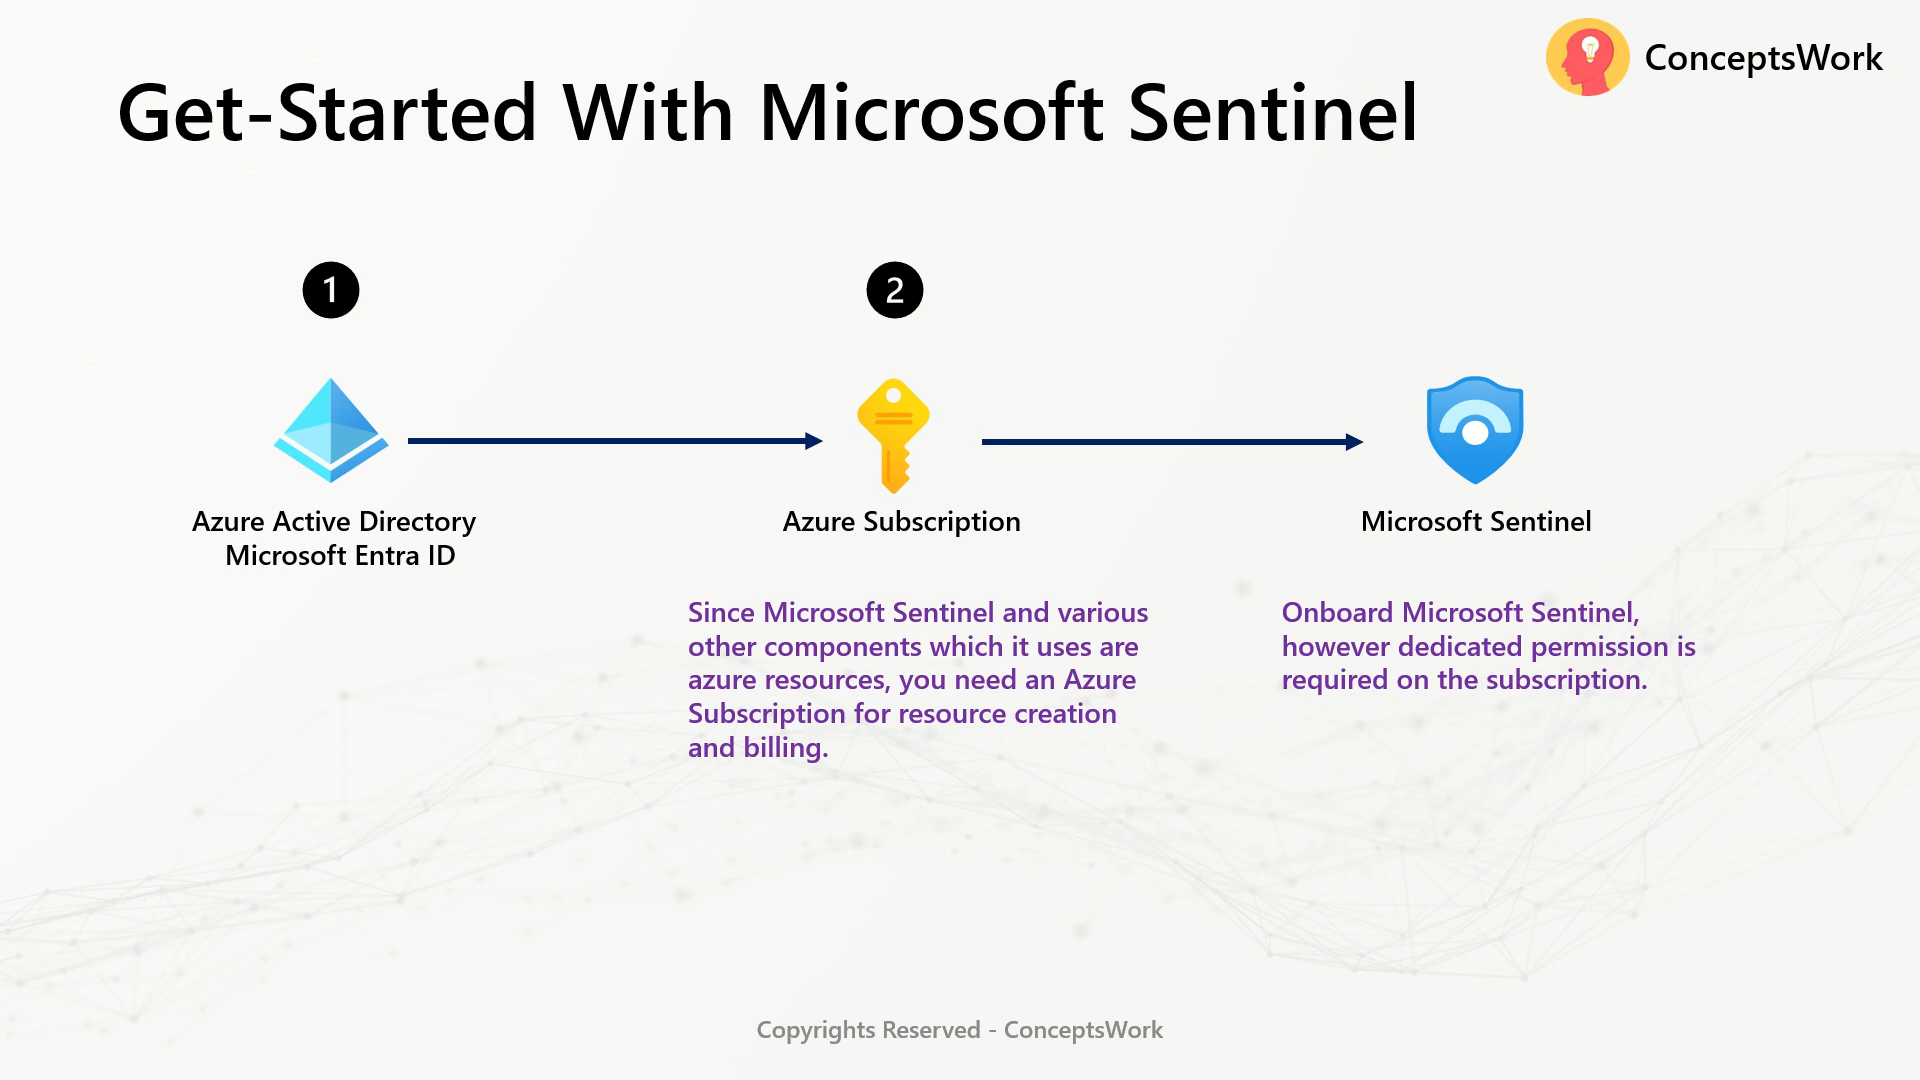 ConceptsWork
Get-Started With Microsoft Sentinel
1
2
Azure Active Directory
Microsoft Entra ID
Azure Subscription
Microsoft Sentinel
Since Microsoft Sentinel and various
other components which it uses are
azure resources, you need an Azure
Subscription for resource creation
and billing.
Onboard Microsoft Sentinel,
however dedicated permission is
required on the subscription.
Copyrights Reserved - ConceptsWork